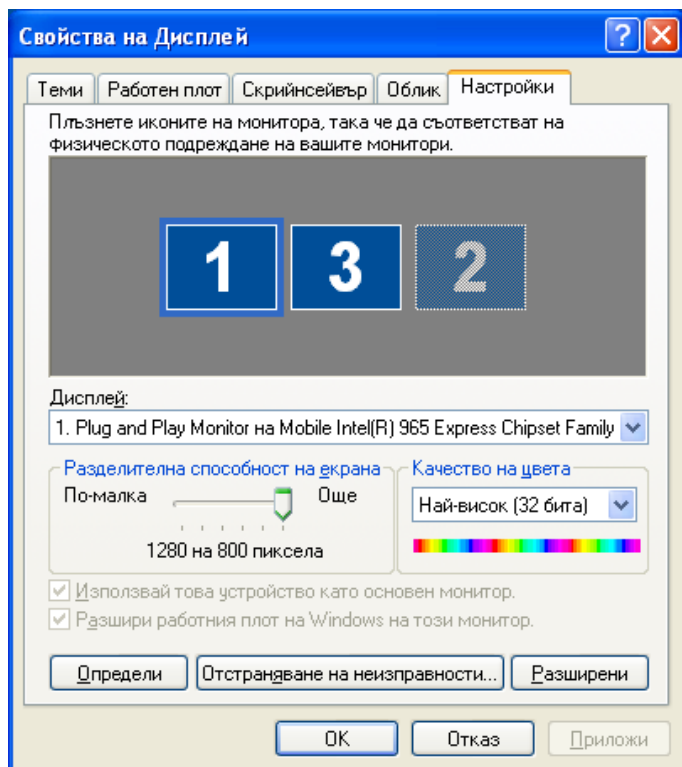 Свойства на Дисплей
Теми Работен плот Скрийнсейвър Облик Настройки
Плъзнете иконите на монитора, така че да съответстват на
физическото подреждане на вашите монитори.
1 3 2
Дисплей:
1. Plug and Play Monitor на Mobile Intel(R) 965 Express Chipset Family
Разделителна способност на екрана Качество на цвета
По-малка Още Най-висок (32 бита)
1280 на 800 пиксела
Използвай това устройство като основен монитор.
Разшири работния плот на Windows на този монитор.
Определи Отстраняване на неизправности... Разширени
OK Отказ Приложи